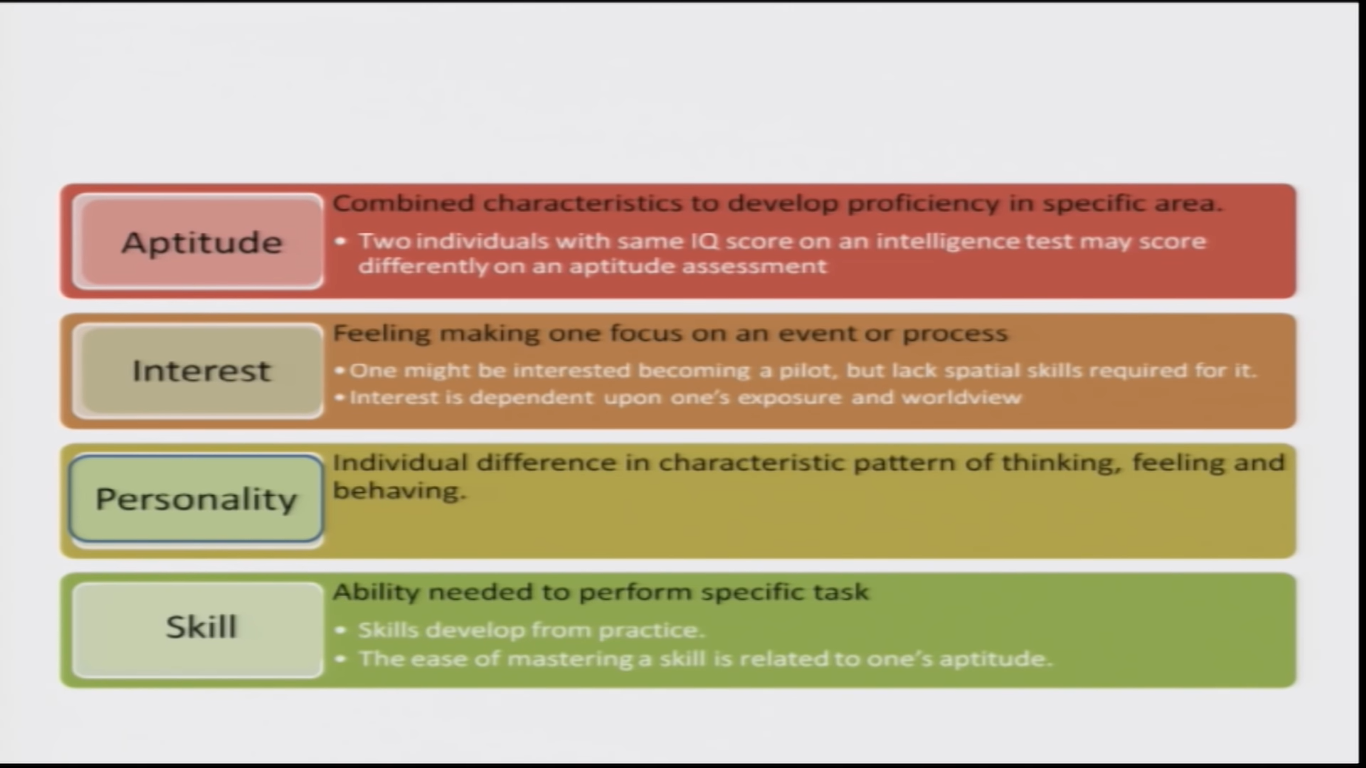 Aptitude
Combined characteristics to develop proficiency in specific area.
• Two individuals with same IQ score on an intelligence test may score
differently on an aptitude assessment
Interest
Feeling making one focus on an event or process
• One might be interested becoming a pilot, but lack spatial skills required for it.
• Interest is dependent upon one's exposure and worldview
Personality
Individual difference in characteristic pattern of thinking, feeling and
behaving.
Skill
Ability needed to perform specific task
• Skills develop from practice.
• The ease of mastering a skill is related to one's aptitude.